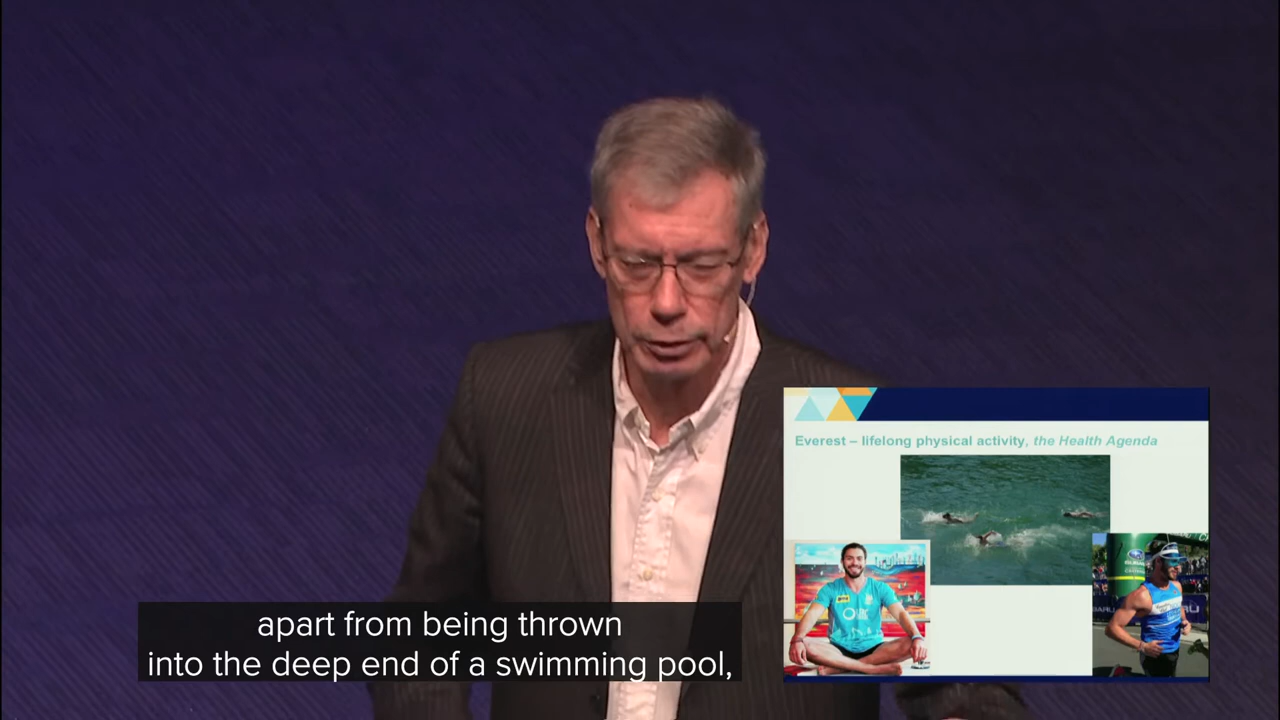 Everest – lifelong physical activity, the Health Agenda
apart from being thrown
into the deep end of a swimming pool,